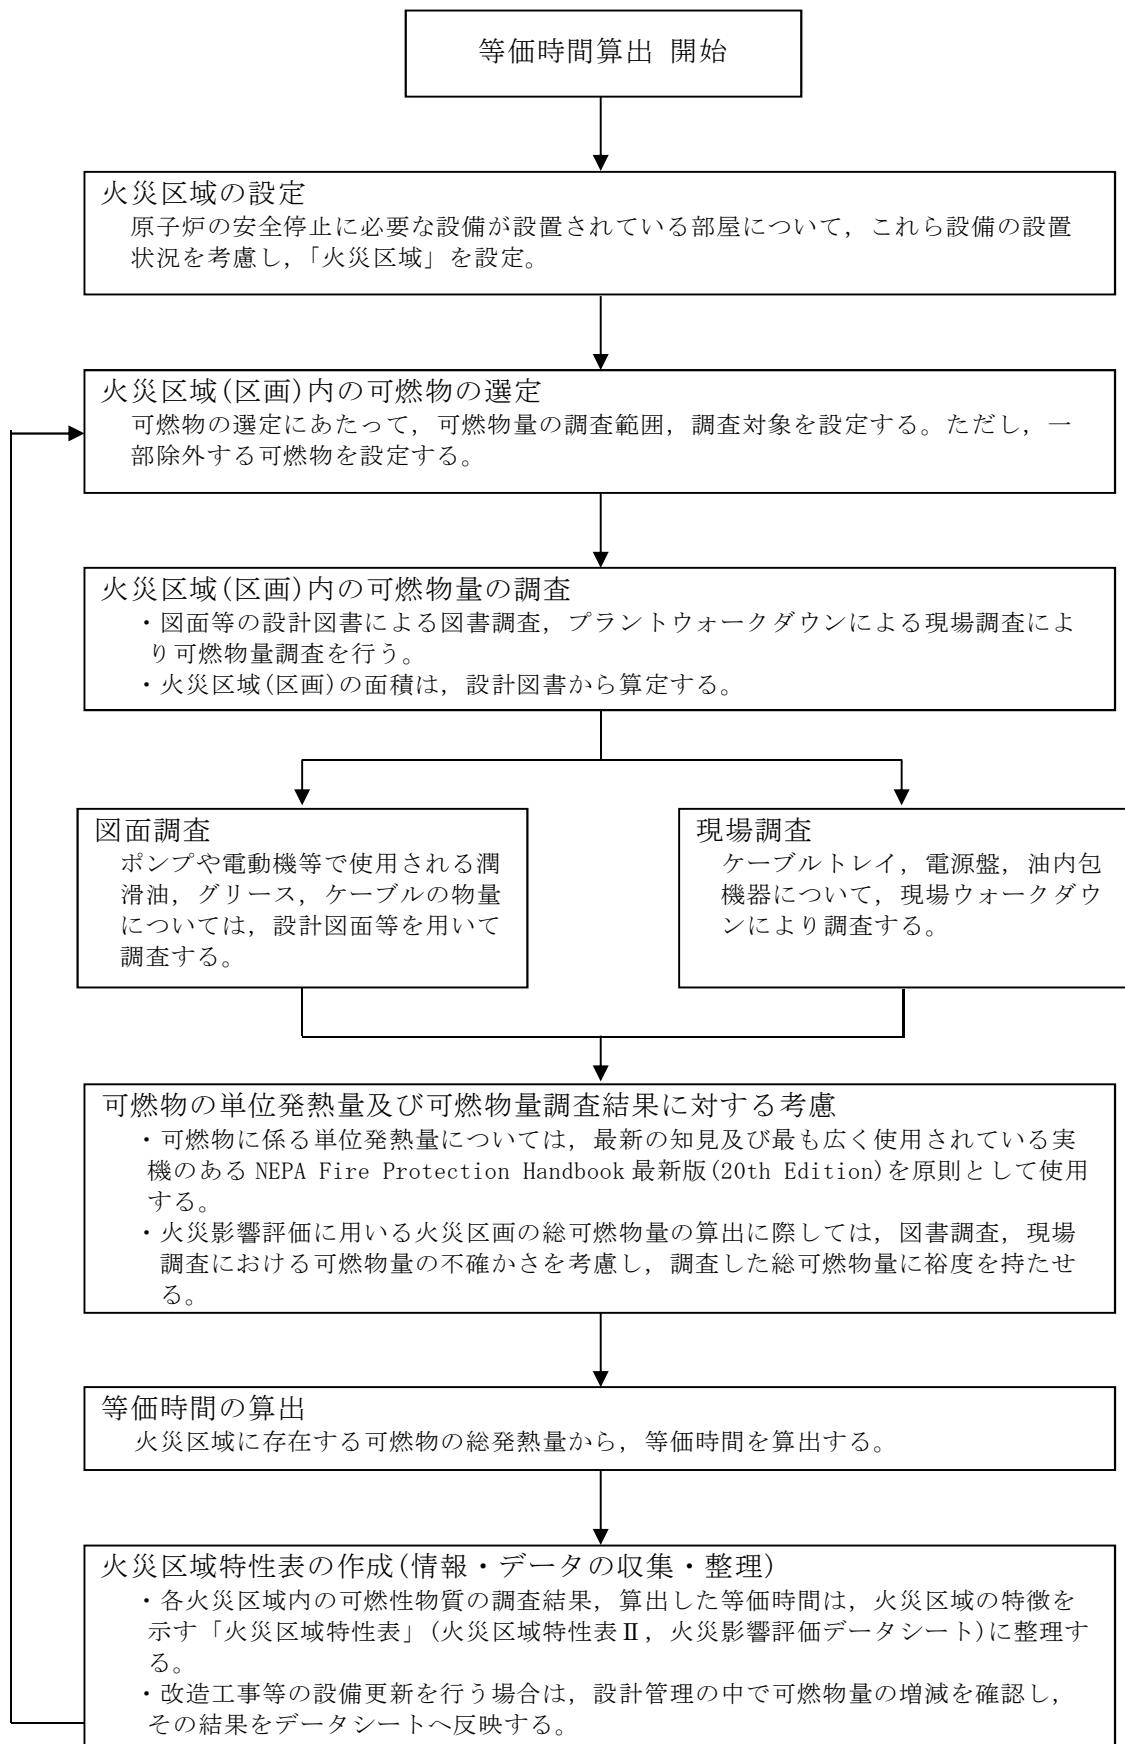 等価時間算出 開始
火災区域の設定
原子炉の安全停止に必要な設備が設置されている部屋について，これら設備の設置
状況を考慮し，「火災区域」を設定。
火災区域(区画)内の可燃物の選定
可燃物の選定にあたって，可燃物量の調査範囲，調査対象を設定する。ただし，一
部除外する可燃物を設定する。
火災区域(区画)内の可燃物量の調査
・図面等の設計図書による図書調査，プラントウォークダウンによる現場調査によ
り可燃物量調査を行う。
・火災区域(区画)の面積は，設計図書から算定する。
図面調査
ポンプや電動機等で使用される潤
滑油，グリース，ケーブルの物量
については，設計図面等を用いて
調査する。
現場調査
ケーブルトレイ，電源盤，油内包
機器について，現場ウォークダウ
ンにより調査する。
可燃物の単位発熱量及び可燃物量調査結果に対する考慮
・可燃物に係る単位発熱量については，最新の知見及び最も広く使用されている実
機のある NEPA Fire Protection Handbook 最新版(20th Edition)を原則として使用
する。
・火災影響評価に用いる火災区画の総可燃物量の算出に際しては，図書調査，現場
調査における可燃物量の不確かさを考慮し，調査した総可燃物量に裕度を持たせ
る。
等価時間の算出
火災区域に存在する可燃物の総発熱量から，等価時間を算出する。
火災区域特性表の作成(情報・データの収集・整理)
・各火災区域内の可燃性物質の調査結果，算出した等価時間は，火災区域の特徴を
示す「火災区域特性表」(火災区域特性表Ⅱ，火災影響評価データシート)に整理す
る。
・改造工事等の設備更新を行う場合は，設計管理の中で可燃物量の増減を確認し，
その結果をデータシートへ反映する。